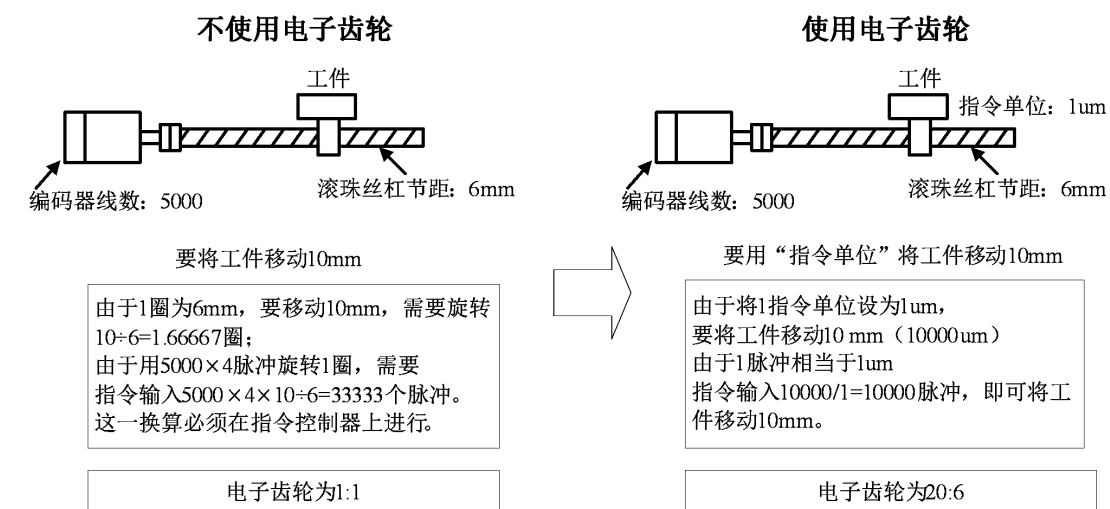 不使用电子齿轮
工件
编码器线数：5000
滚珠丝杠节距：6mm
要将工件移动10mm
由于1圈为6mm，要移动10mm，需要旋转
10÷6=1.66667圈；
由于用5000×4脉冲旋转1圈，需要
指令输入5000×4×10÷6=33333个脉冲。
这一换算必须在指令控制器上进行。
电子齿轮为1:1
使用电子齿轮
工件
指令单位：1um
编码器线数：5000
滚珠丝杠节距：6mm
要用“指令单位”将工件移动10mm
由于将1指令单位设为1um，
要将工件移动10 mm（10000um）
由于1脉冲相当于1um
指令输入10000/1=10000脉冲，即可将工
件移动10mm。
电子齿轮为20:6